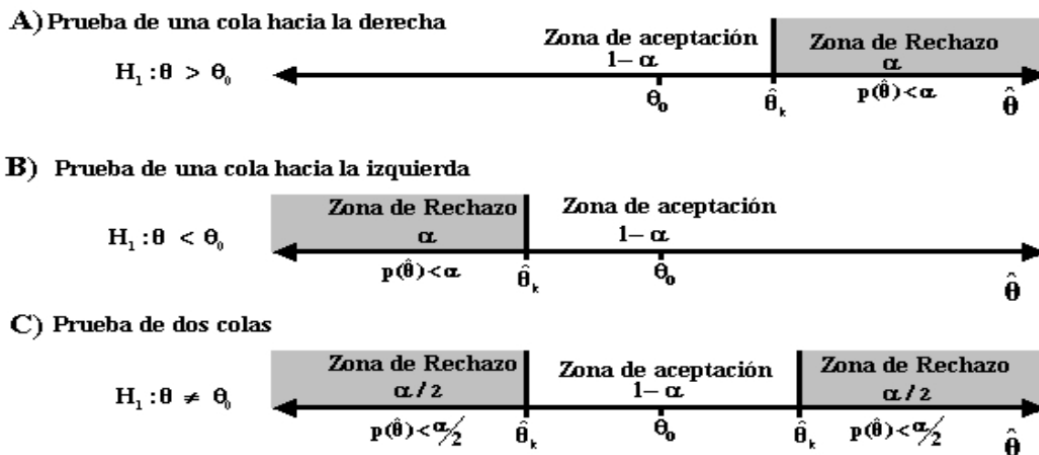 A) Prueba de una cola hacia la derecha
Zona de aceptación
Zona de Rechazo
H₁ : θ > θ₀
1– α
α
θ₀
θ̂ₖ
p(θ̂)<α
θ̂
B) Prueba de una cola hacia la izquierda
Zona de Rechazo
Zona de aceptación
H₁ : θ < θ₀
α
1– α
p(θ̂)<α
θ̂ₖ
θ₀
θ̂
C) Prueba de dos colas
Zona de Rechazo
Zona de aceptación
Zona de Rechazo
H₁ : θ ≠ θ₀
α / 2
1– α
α / 2
p(θ̂)<α/2
θ̂ₖ
θ₀
θ̂ₖ
p(θ̂)<α/2
θ̂